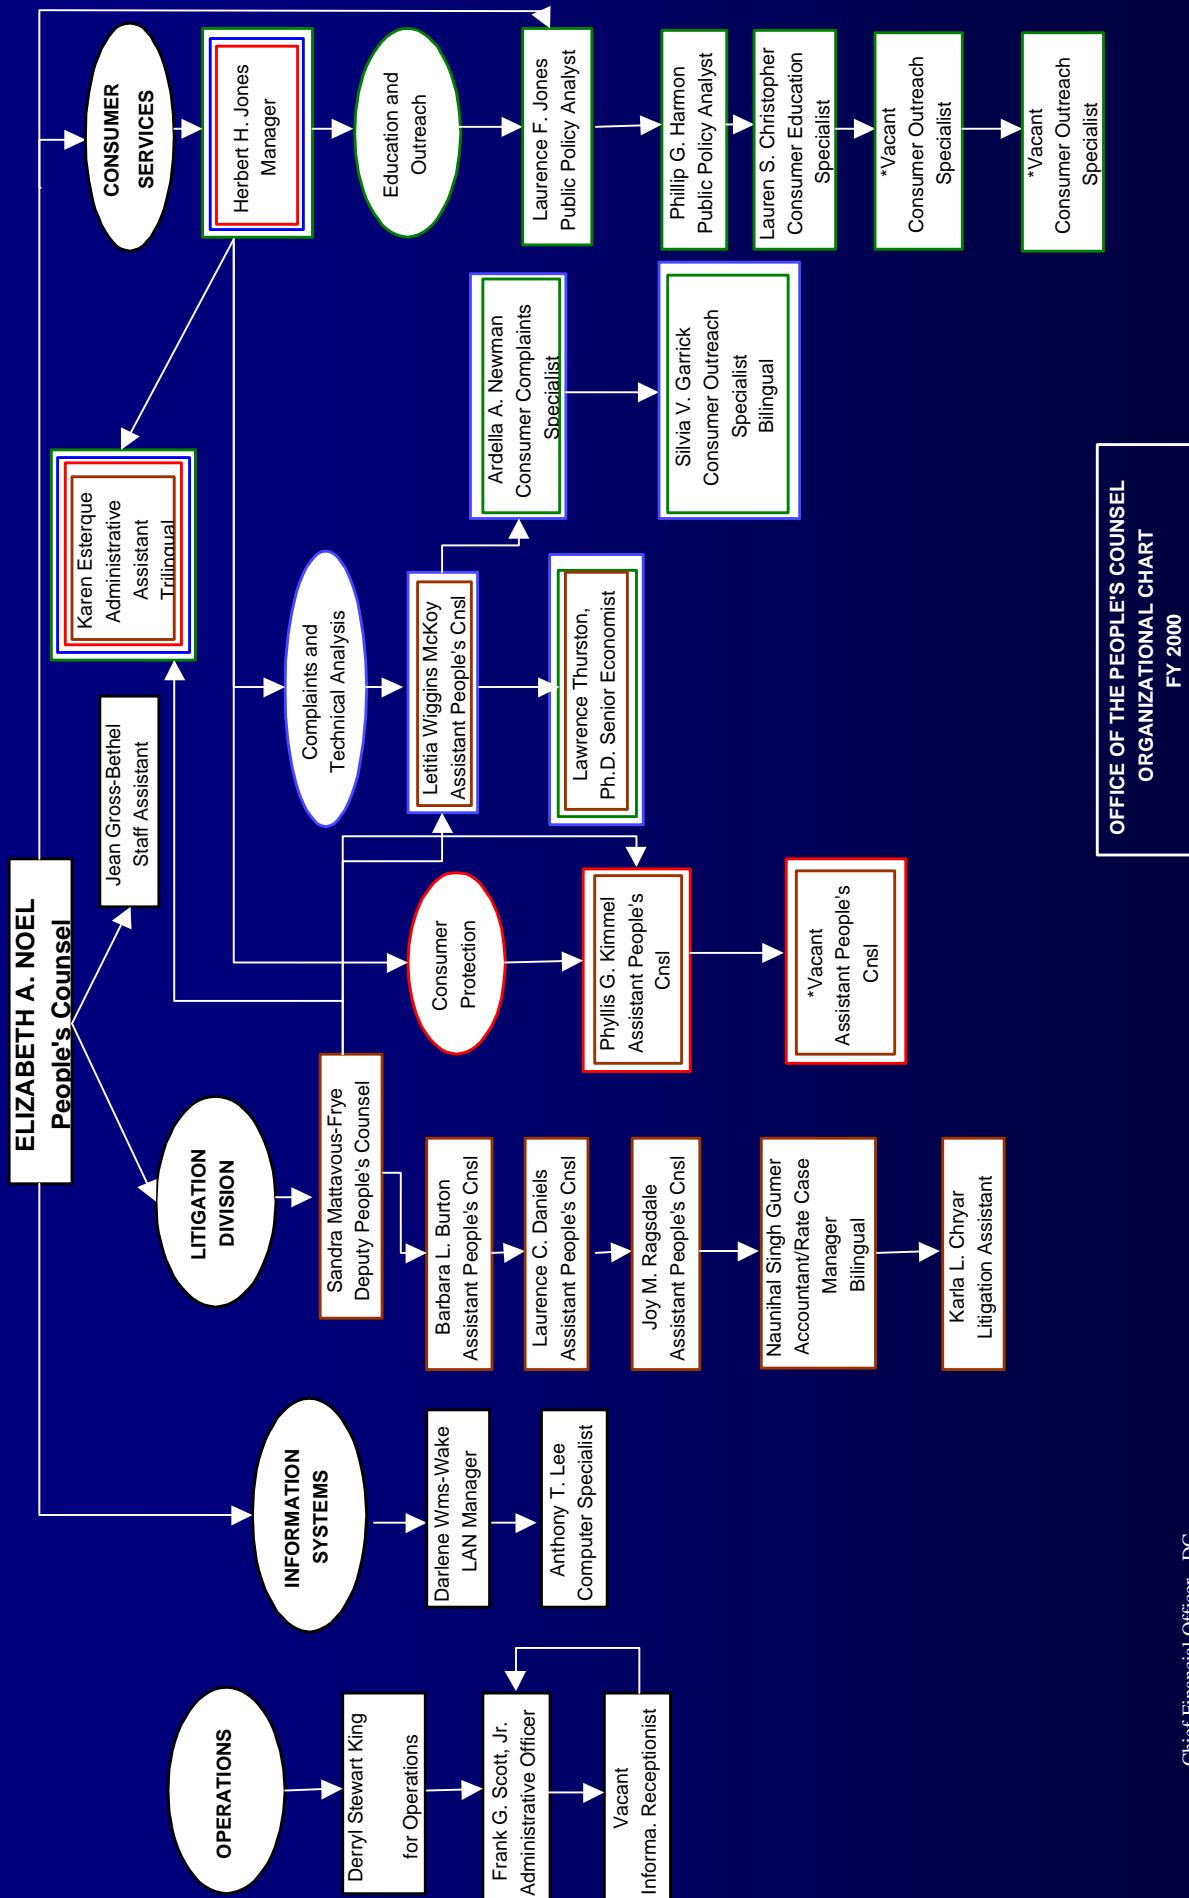 ELIZABETH A. NOEL
People's Counsel
Jean Gross-Bethel
Staff Assistant
OPERATIONS
Derryl Stewart King
for Operations
Frank G. Scott, Jr.
Administrative Officer
Vacant
Informa. Receptionist
INFORMATION
SYSTEMS
Darlene Wms-Wake
LAN Manager
Anthony T. Lee
Computer Specialist
LITIGATION
DIVISION
Sandra Mattavous-Frye
Deputy People's Counsel
Barbara L. Burton
Assistant People's Cnsl
Laurence C. Daniels
Assistant People's Cnsl
Joy M. Ragsdale
Assistant People's Cnsl
Naunihal Singh Gumer
Accountant/Rate Case
Manager
Bilingual
Karla L. Chryar
Litigation Assistant
Consumer
Protection
Phyllis G. Kimmel
Assistant People's
Cnsl
*Vacant
Assistant People's
Cnsl
Karen Esterque
Administrative
Assistant
Trilingual
Complaints and
Technical Analysis
Letitia Wiggins McKoy
Assistant People's Cnsl
Lawrence Thurston,
Ph.D. Senior Economist
Ardella A. Newman
Consumer Complaints
Specialist
Silvia V. Garrick
Consumer Outreach
Specialist
Bilingual
CONSUMER
SERVICES
Herbert H. Jones
Manager
Education and
Outreach
Laurence F. Jones
Public Policy Analyst
Phillip G. Harmon
Public Policy Analyst
Lauren S. Christopher
Consumer Education
Specialist
*Vacant
Consumer Outreach
Specialist
*Vacant
Consumer Outreach
Specialist
OFFICE OF THE PEOPLE'S COUNSEL
ORGANIZATIONAL CHART
FY 2000
Chief Financial Officer - DC